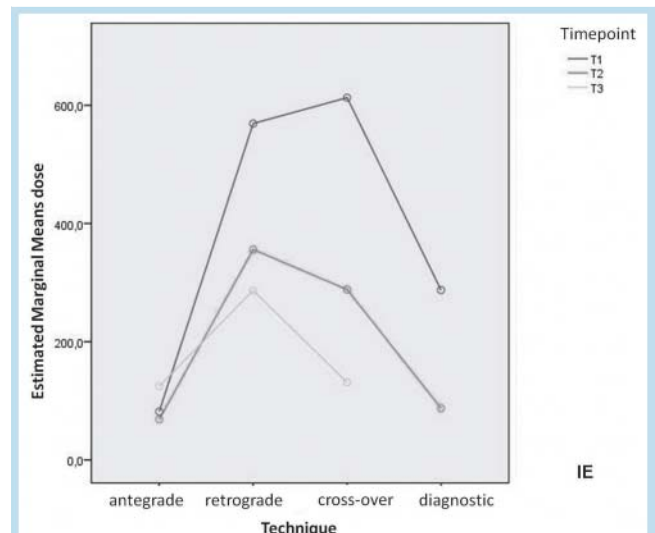 Timepoint
T1
T2
T3
Estimated Marginal Means dose
600,0
400,0
200,0
0,0
antegrade retrograde cross-over diagnostic
Technique
IE